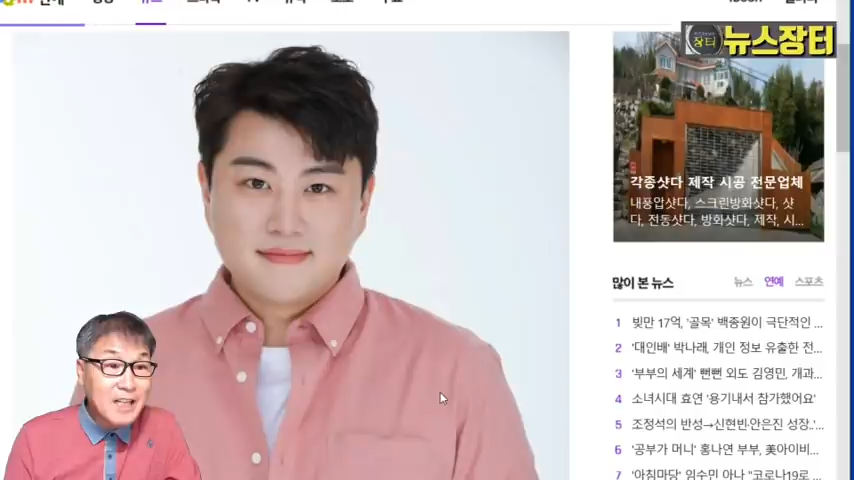 장터 뉴스장터
각종샷다 제작 시공 전문업체
내풍압샷다, 스크린방화샷다, 샷
다, 전동샷다, 방화샷다, 제작, 시...
많이 본 뉴스 뉴스 연예 스포츠
1 빚만 17억, '골목' 백종원이 극단적인 ...
2 '대인배' 박나래, 개인 정보 유출한 전...
3 '부부의 세계' 뻔뻔 외도 김영민, 개과...
4 소녀시대 효연 '용기내서 참가했어요'
5 조정석의 반성→신현빈·안은진 성장..'...
6 '공부가 머니' 홍나연 부부, 美아이비...
7 '아침마당' 임수민 아나 "코로나19로 ...